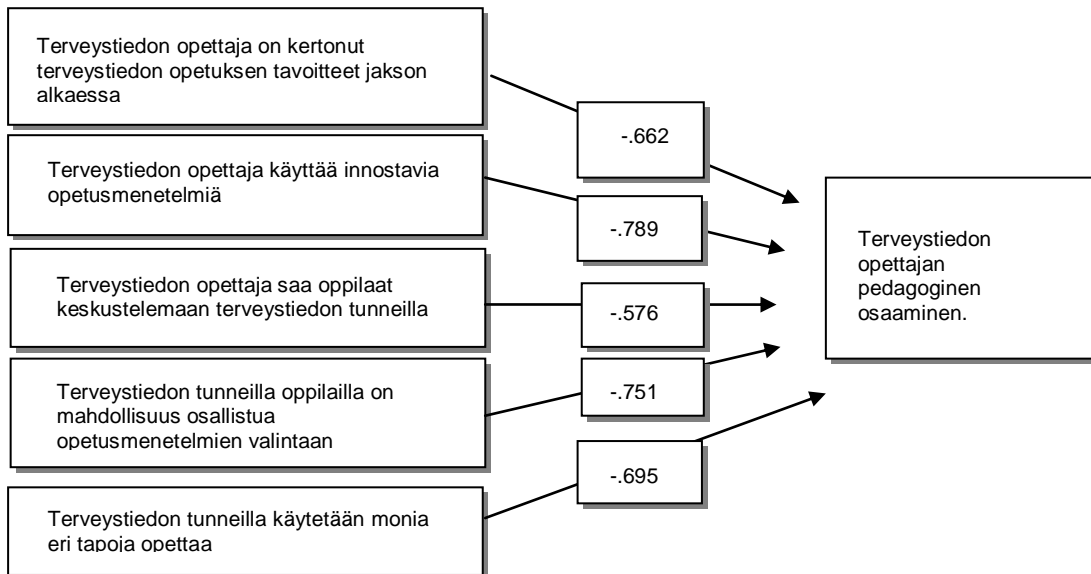 Terveystiedon opettaja on kertonut
terveystiedon opetuksen tavoitteet jakson
alkaessa
-.662
Terveystiedon opettaja käyttää innostavia
opetusmenetelmiä
-.789
Terveystiedon opettaja saa oppilaat
keskustelemaan terveystiedon tunneilla
-.576
Terveystiedon tunneilla oppilailla on
mahdollisuus osallistua
opetusmenetelmien valintaan
-.751
Terveystiedon tunneilla käytetään monia
eri tapoja opettaa
-.695
Terveystiedon
opettajan
pedagoginen
osaaminen.